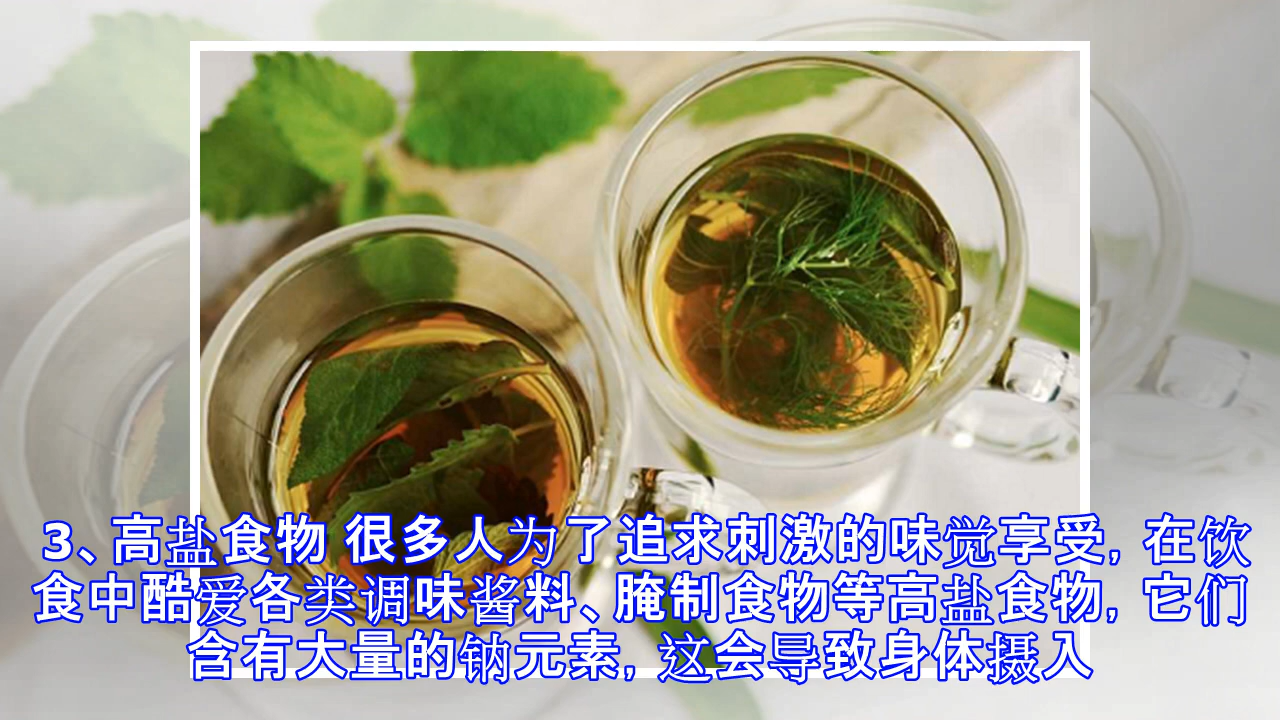 3、高盐食物 很多人为了追求刺激的味觉享受, 在饮
食中酷爱各类调味酱料、腌制食物等高盐食物, 它们
含有大量的钠元素, 这会导致身体摄入